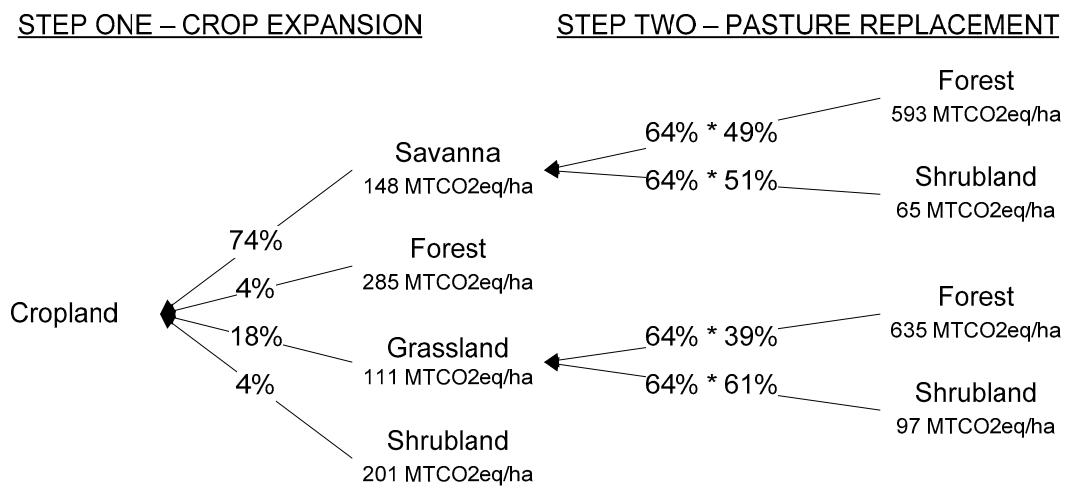 STEP ONE – CROP EXPANSION
STEP TWO – PASTURE REPLACEMENT
Cropland
74%
4%
18%
4%
Savanna
148 MTCO2eq/ha
Forest
285 MTCO2eq/ha
Grassland
111 MTCO2eq/ha
Shrubland
201 MTCO2eq/ha
64% * 49%
64% * 51%
Forest
593 MTCO2eq/ha
Shrubland
65 MTCO2eq/ha
64% * 39%
64% * 61%
Forest
635 MTCO2eq/ha
Shrubland
97 MTCO2eq/ha